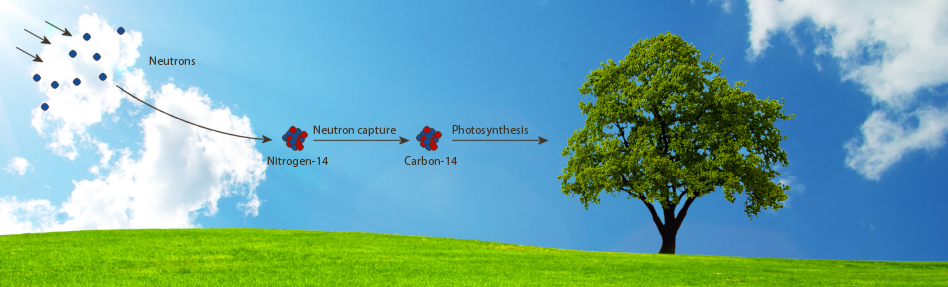 Neutrons
Neutron capture
Photosynthesis
Nitrogen-14
Carbon-14